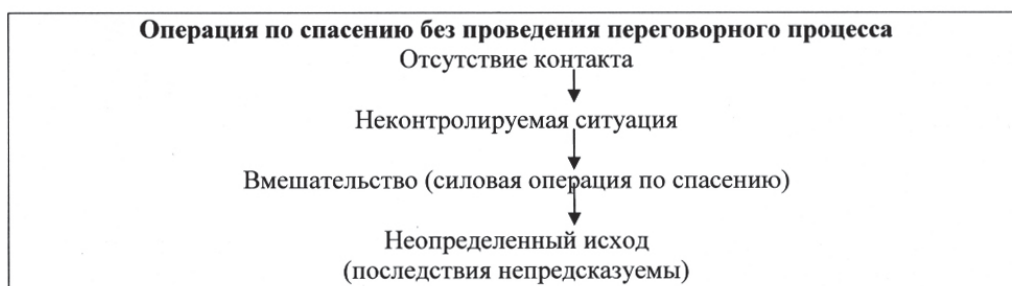 Операция по спасению без проведения переговорного процесса
Отсутствие контакта
Неконтролируемая ситуация
Вмешательство (силовая операция по спасению)
Неопределенный исход
(последствия непредсказуемы)